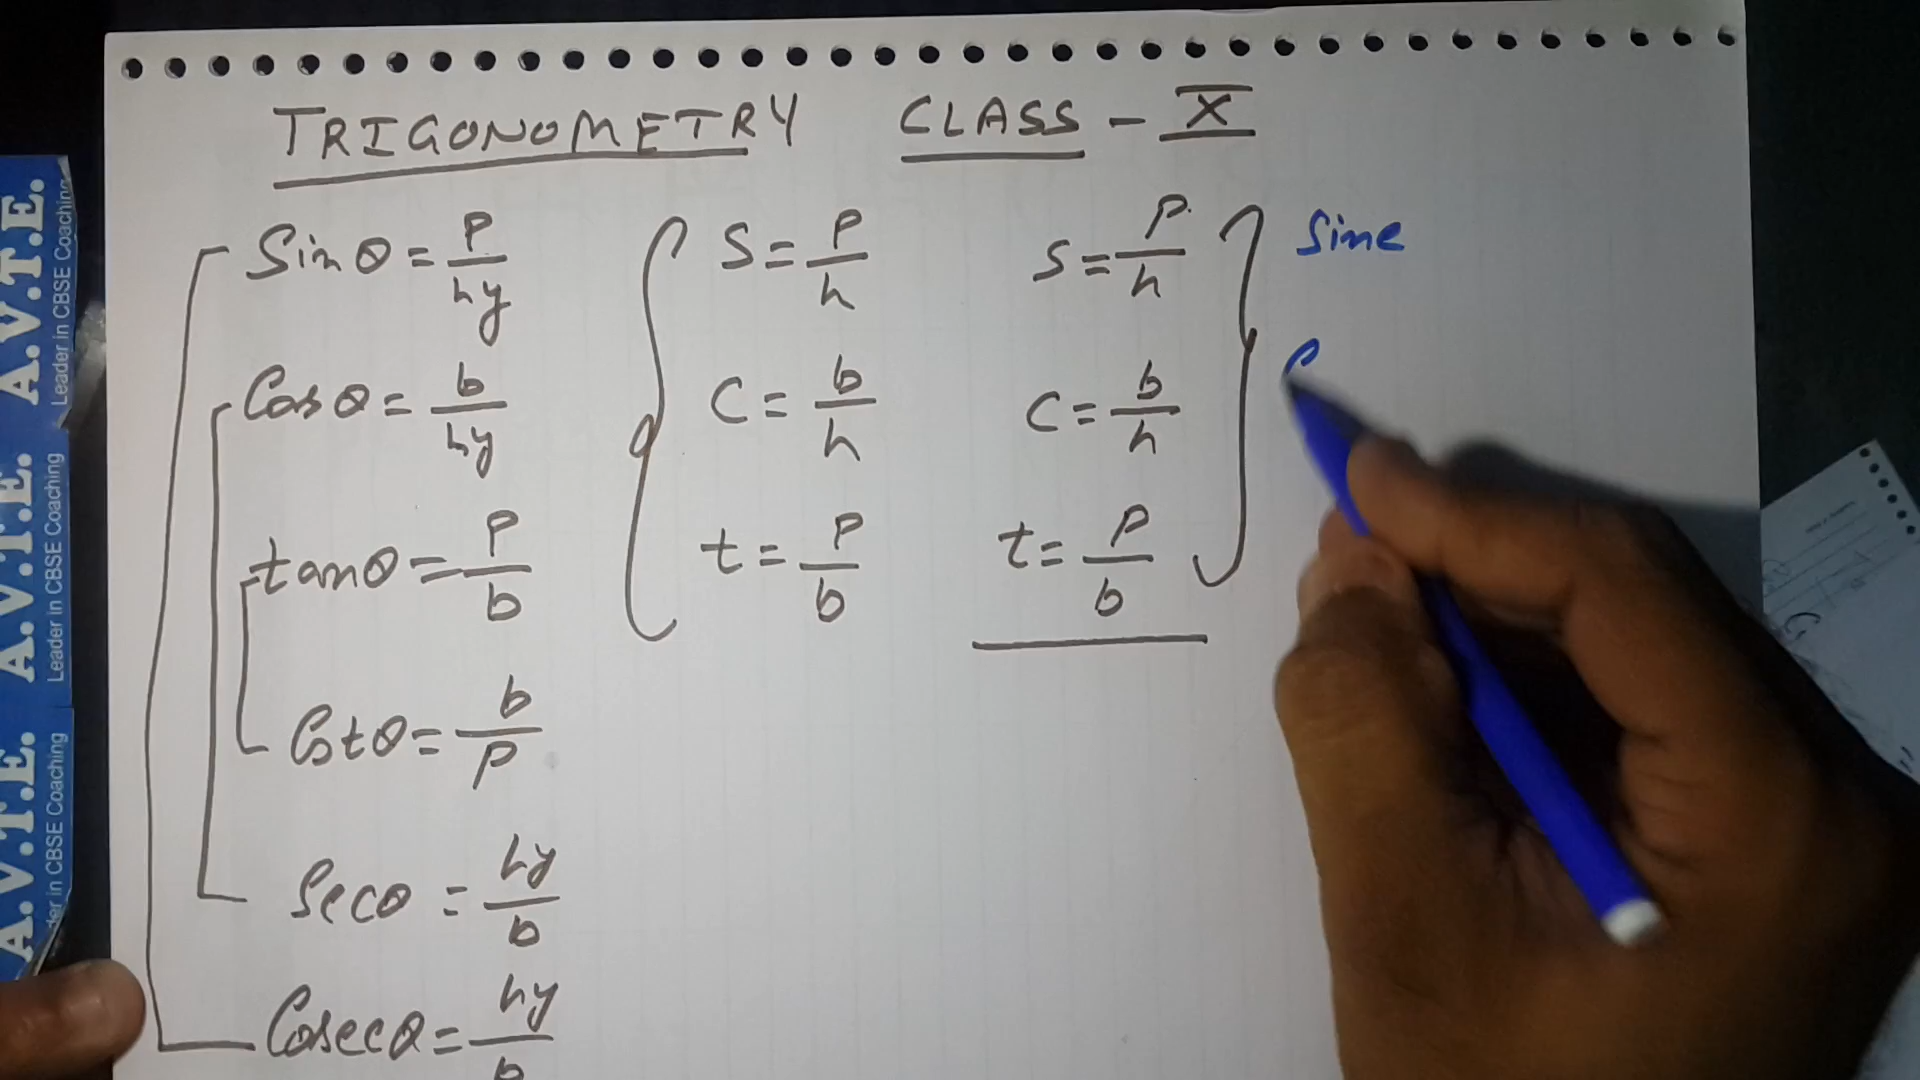 TRIGONOMETRY CLASS - X
Sinθ = P/hy
Cosθ = b/hy
tanθ = P/b
Cotθ = b/P
Secθ = hy/b
Cosecθ = hy/
S = P/h
C = b/h
t = P/b
S = P/h
C = b/h
t = P/b
Sine
C
A.V.T.E.
Leader in CBSE Coaching
A.V.T.E.
Leader in CBSE Coaching
A.V.T.E.
der in CBSE Coaching